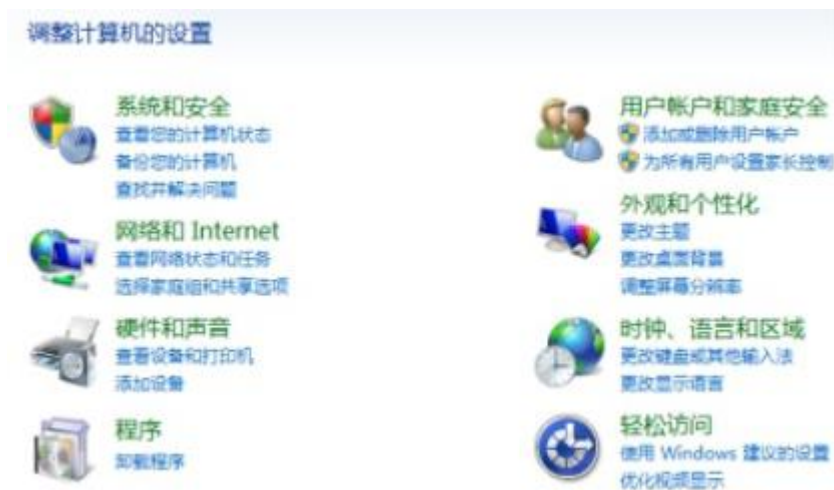 调整计算机的设置
系统和安全
查看您的计算机状态
备份您的计算机
查找并解决问题
网络和 Internet
查看网络状态和任务
选择家庭组和共享选项
硬件和声音
查看设备和打印机
添加设备
程序
卸载程序
用户帐户和家庭安全
添加或删除用户帐户
为所有用户设置家长控制
外观和个性化
更改主题
更改桌面背景
调整屏幕分辨率
时钟、语言和区域
更改键盘或其他输入法
更改显示语言
轻松访问
使用 Windows 建议的设置
优化视频显示